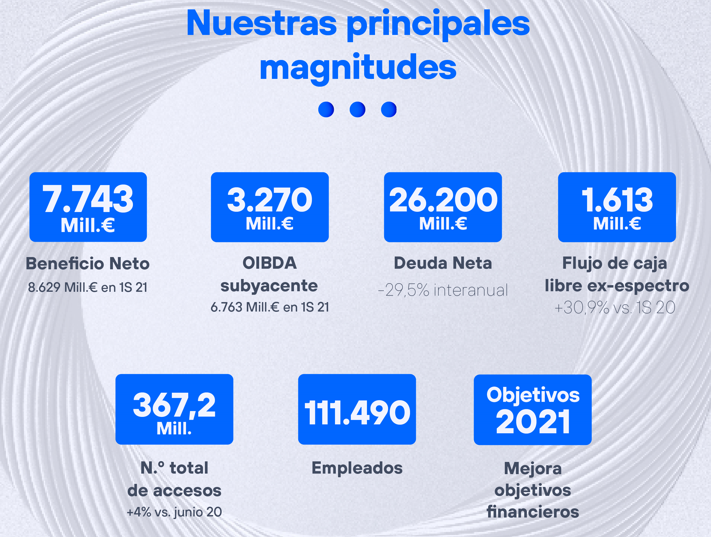 Nuestras principales
magnitudes
7.743
Mill.€
Beneficio Neto
8.629 Mill.€ en 1S 21
3.270
Mill.€
OIBDA
subyacente
6.763 Mill.€ en 1S 21
26.200
Mill.€
Deuda Neta
-29,5% interanual
1.613
Mill.€
Flujo de caja
libre ex-espectro
+30,9% vs. 1S 20
367,2
Mill.
N.º total
de accesos
+4% vs. junio 20
111.490
Empleados
Objetivos
2021
Mejora
objetivos
financieros